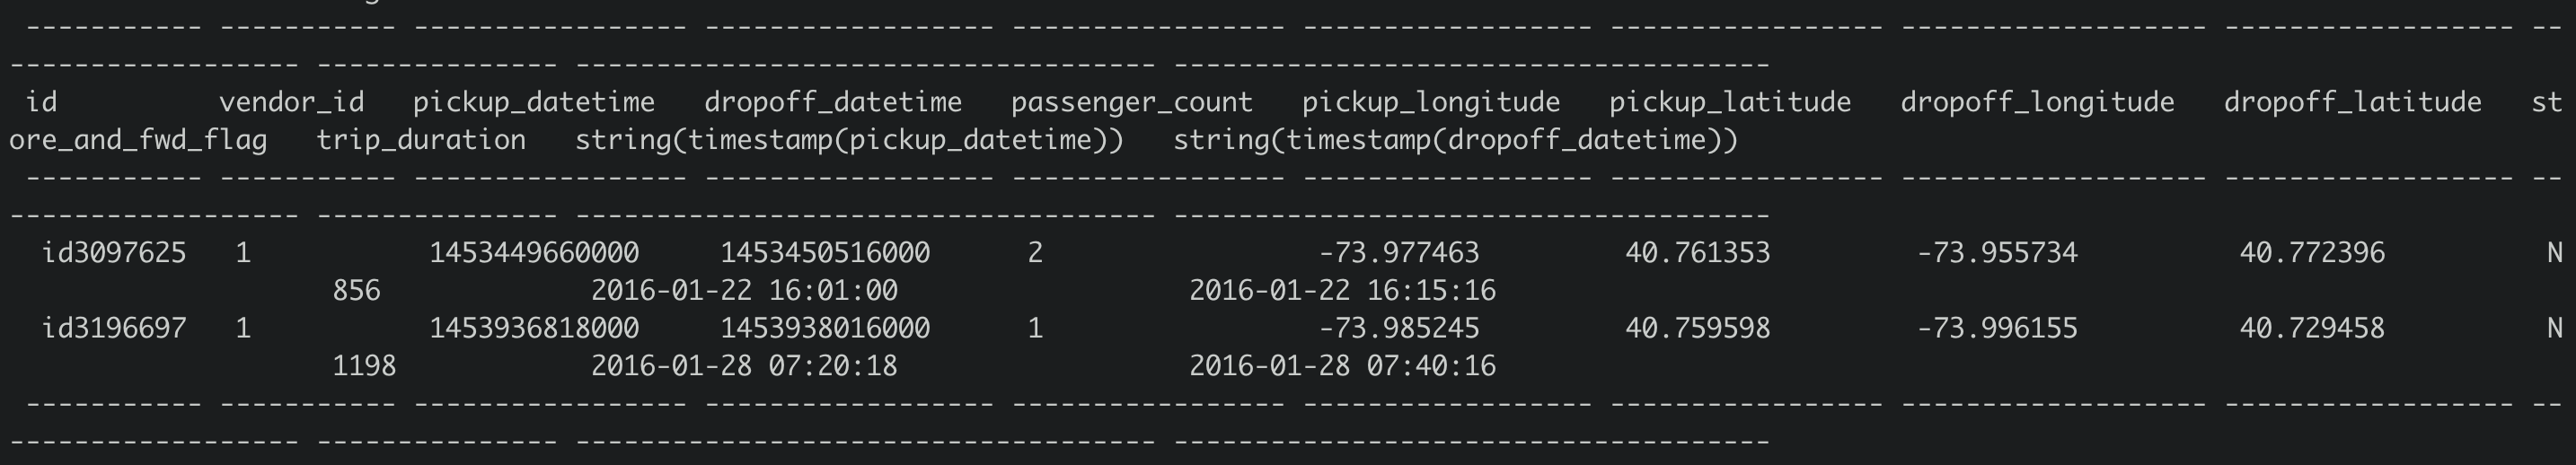 ----------- ----------- ----------------- ------------------ ----------------- ------------------ ----------------- ------------------- ------------------ --
------------------ --------------- ------------------------------------ -------------------------------------
id vendor_id pickup_datetime dropoff_datetime passenger_count pickup_longitude pickup_latitude dropoff_longitude dropoff_latitude st
ore_and_fwd_flag trip_duration string(timestamp(pickup_datetime)) string(timestamp(dropoff_datetime))
----------- ----------- ----------------- ------------------ ----------------- ------------------ ----------------- ------------------- ------------------ --
------------------ --------------- ------------------------------------ -------------------------------------
id3097625 1 1453449660000 1453450516000 2 -73.977463 40.761353 -73.955734 40.772396 N
856 2016-01-22 16:01:00 2016-01-22 16:15:16
id3196697 1 1453936818000 1453938016000 1 -73.985245 40.759598 -73.996155 40.729458 N
1198 2016-01-28 07:20:18 2016-01-28 07:40:16
----------- ----------- ----------------- ------------------ ----------------- ------------------ ----------------- ------------------- ------------------ --
------------------ --------------- ------------------------------------ -------------------------------------